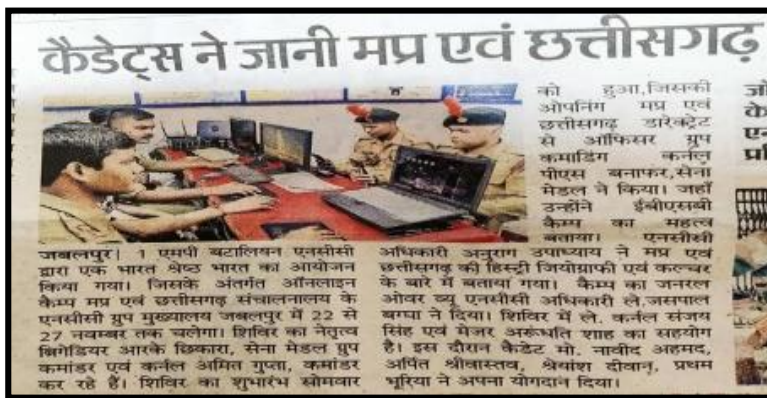 कैडेट्स ने जानी मप्र एवं छत्तीसगढ़
जबलपुर। 1 एमपी बटालियन एनसीसी
द्वारा एक भारत श्रेष्ठ भारत का आयोजन
किया गया। जिसके अंतर्गत ऑनलाइन
कैम्प मप्र एवं छत्तीसगढ़ संचालनालय के
एनसीसी ग्रुप मुख्यालय जबलपुर में 22 से
27 नवम्बर तक चलेगा। शिविर का नेतृत्व
ब्रिगेडियर आरके छिकारा, सेना मेडल ग्रुप
कमांडर एवं कर्नल अमित गुप्ता, कमांडर
कर रहे हैं। शिविर का शुभारंभ सोमवार
को हुआ,जिसकी
ओपनिंग मप्र एवं
छत्तीसगढ़ डारेक्ट्रेट
से ऑफिसर ग्रुप
कमाडिंग कर्नल
पीएस बनाफर,सेना
मेडल ने किया। जहाँ
उन्होंने ईबीएसबी
कैम्प का महत्व
बताया। एनसीसी
अधिकारी अनुराग उपाध्याय ने मप्र एवं
छत्तीसगढ़ की हिस्ट्री जियोग्राफी एवं कल्चर
के बारे में बताया गया। कैम्प का जनरल
ओवर व्यू एनसीसी अधिकारी ले.जसपाल
बग्घा ने दिया। शिविर में ले. कर्नल संजय
सिंह एवं मेजर अरूंधति शाह का सहयोग
है। इस दौरान कैडेट मो. नावीद अहमद,
अर्पित श्रीवास्तव, श्रेयांश दीवान, प्रथम
भूरिया ने अपना योगदान दिया।